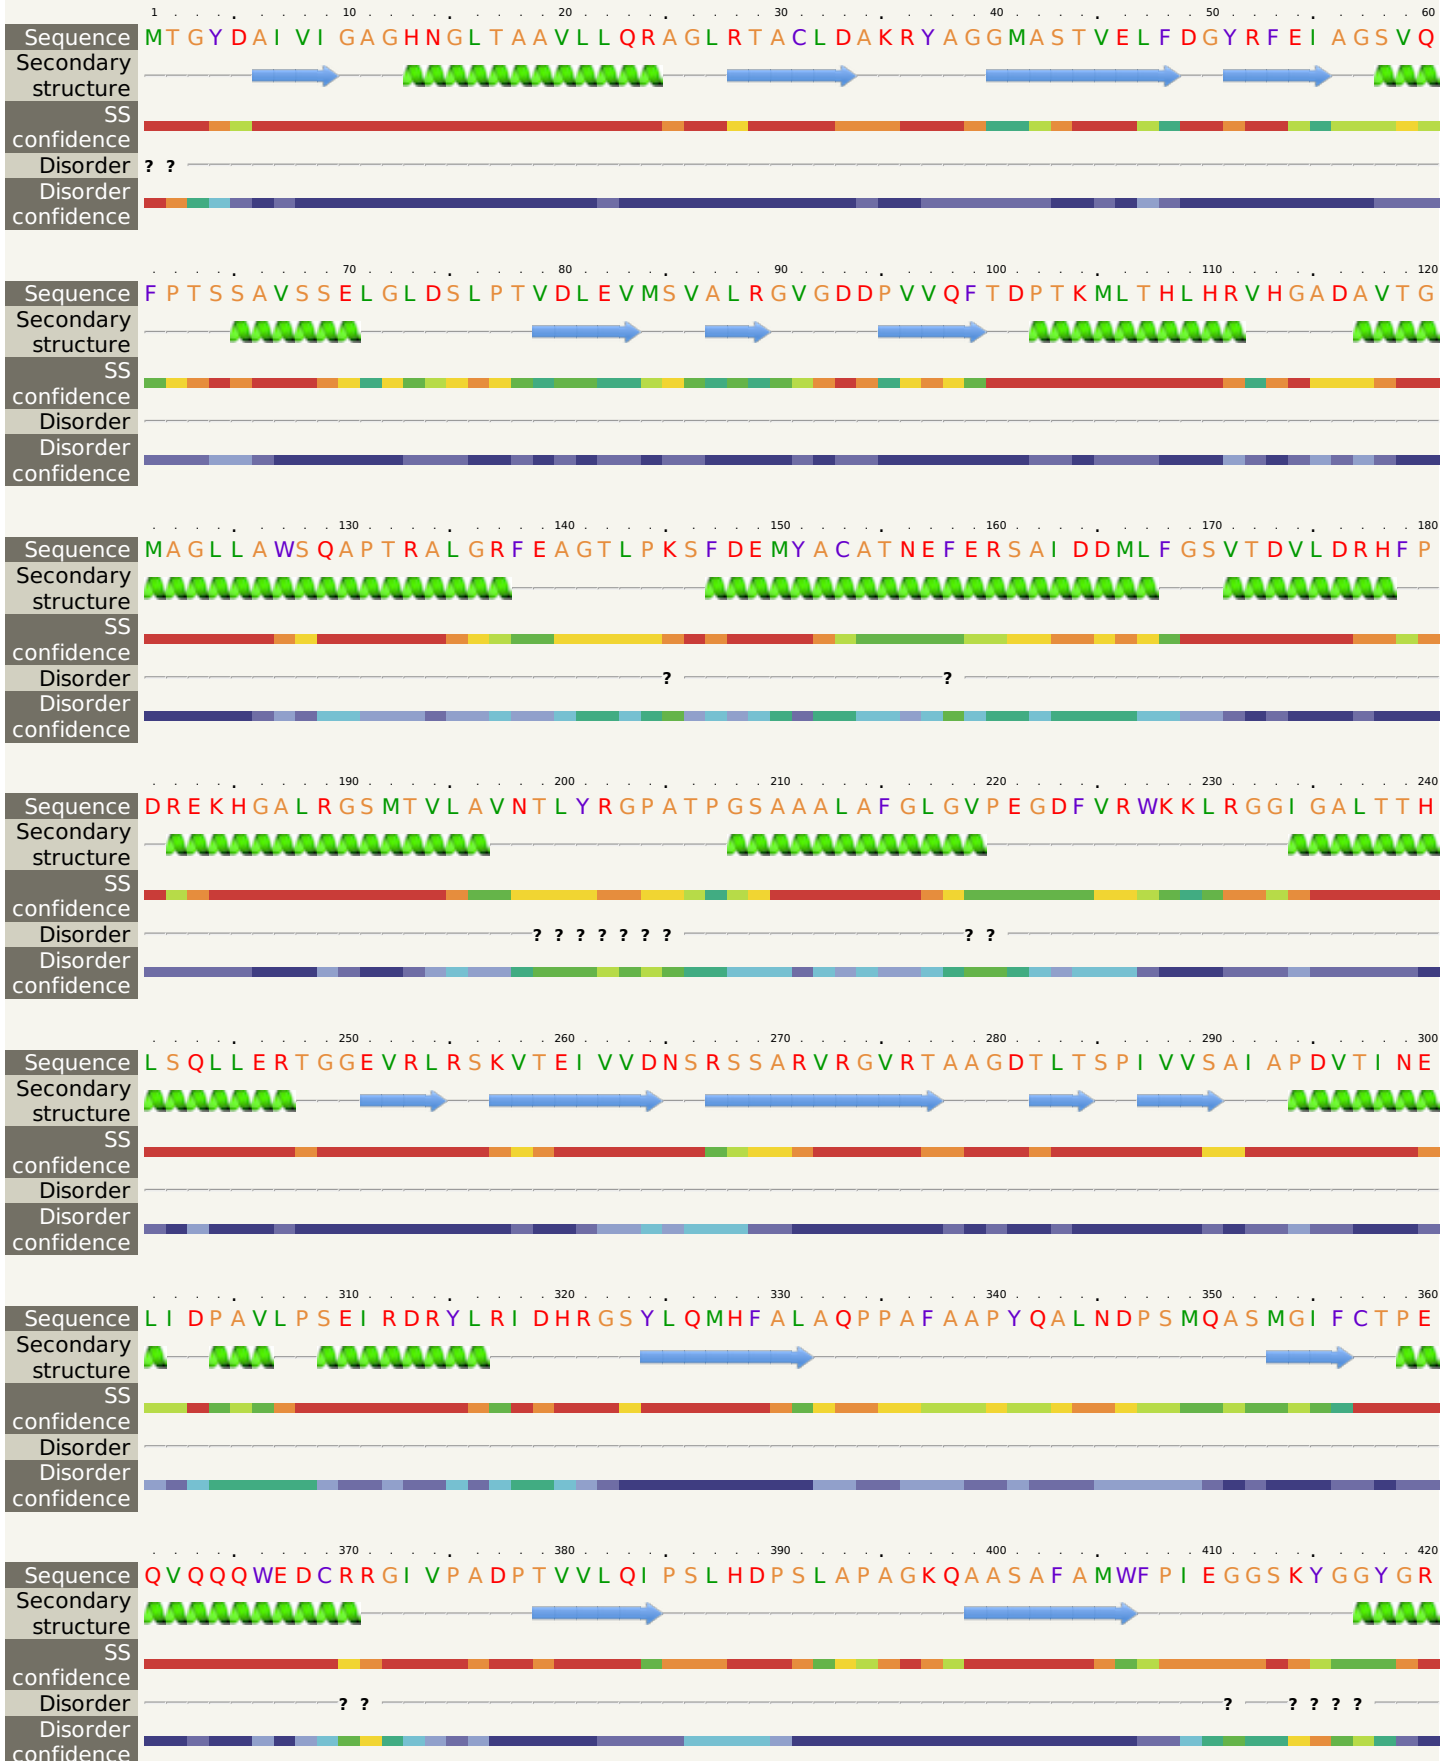 1 . . . . . . . . 10 . . . . . . . . . 20 . . . . . . . . . 30 . . . . . . . . . 40 . . . . . . . . . 50 . . . . . . . . . 60
Sequence MTGYDAIVIGAGHNGLTAAVLLQRAGLRTACLDAKRYAGGMASTVELFDGYRFEIAGSVQ
Secondary structure
SS confidence
Disorder ? ?
Disorder confidence
. . . . . . . . . 70 . . . . . . . . . 80 . . . . . . . . . 90 . . . . . . . . . 100 . . . . . . . . . 110 . . . . . . . . . 120
Sequence FPTSSAVSSELGLDSLPTVDLEVMSVALRGVGDDPVVQFTDPTKMLTHLHRVHGADAVTG
Secondary structure
SS confidence
Disorder
Disorder confidence
. . . . . . . . . 130 . . . . . . . . . 140 . . . . . . . . . 150 . . . . . . . . . 160 . . . . . . . . . 170 . . . . . . . . . 180
Sequence MAGLLAWSQAPTRALGRFEAGTLPKSFDEMYACATNEFERSAIDDMLFGSVTDVLDRHFP
Secondary structure
SS confidence
Disorder ? ?
Disorder confidence
. . . . . . . . . 190 . . . . . . . . . 200 . . . . . . . . . 210 . . . . . . . . . 220 . . . . . . . . . 230 . . . . . . . . . 240
Sequence DREKHGALRGSMTVLAVNTLYRGPATPGSAAALAFGLGVPEGDFVRWKKLRGGIGALTTH
Secondary structure
SS confidence
Disorder ? ? ? ? ? ? ? ? ?
Disorder confidence
. . . . . . . . . 250 . . . . . . . . . 260 . . . . . . . . . 270 . . . . . . . . . 280 . . . . . . . . . 290 . . . . . . . . . 300
Sequence LSQLLERTGGEVRLRSKVTEIVVDNSRSSARVRGVRTAAGDTLTSPIVVSAIAPDVTINE
Secondary structure
SS confidence
Disorder
Disorder confidence
. . . . . . . . . 310 . . . . . . . . . 320 . . . . . . . . . 330 . . . . . . . . . 340 . . . . . . . . . 350 . . . . . . . . . 360
Sequence LIDPAVLPSEIRDRYLRIDHRGSYLQMHFALAQPPAFAAPYQALNDPSMQASMGIFCTPE
Secondary structure
SS confidence
Disorder
Disorder confidence
. . . . . . . . . 370 . . . . . . . . . 380 . . . . . . . . . 390 . . . . . . . . . 400 . . . . . . . . . 410 . . . . . . . . . 420
Sequence QVQQQWEDCRRGIVPADPTVVLQIPSLHDPSLAPAGKQAASAFAMWFPIEGGSKYGGYGR
Secondary structure
SS confidence
Disorder ? ? ? ? ? ? ?
Disorder confidence